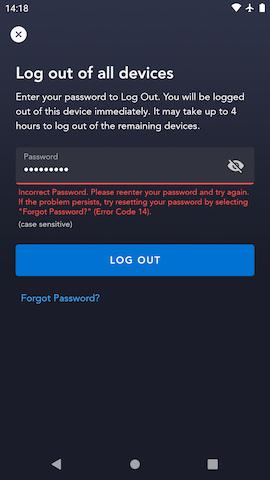 14:18
Log out of all devices
Enter your password to Log Out. You will be logged
out of this device immediately. It may take up to 4
hours to log out of the remaining devices.
Password
•••••••••
Incorrect Password. Please reenter your password and try again.
If the problem persists, try resetting your password by selecting
"Forgot Password?" (Error Code 14).
(case sensitive)
LOG OUT
Forgot Password?